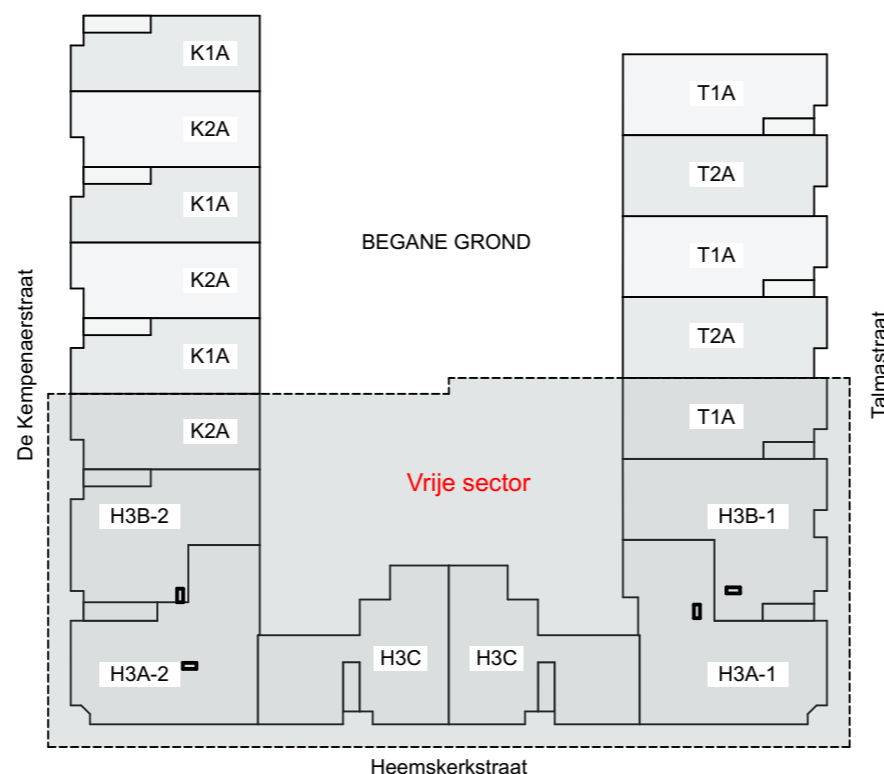 K1A
T1A
K2A
T2A
K1A
BEGANE GROND
T1A
K2A
T2A
K1A
De Kempenaerstraat
Talmastraat
T1A
K2A
Vrije sector
H3B-2
H3B-1
H3C
H3C
H3A-2
H3A-1
Heemskerkstraat